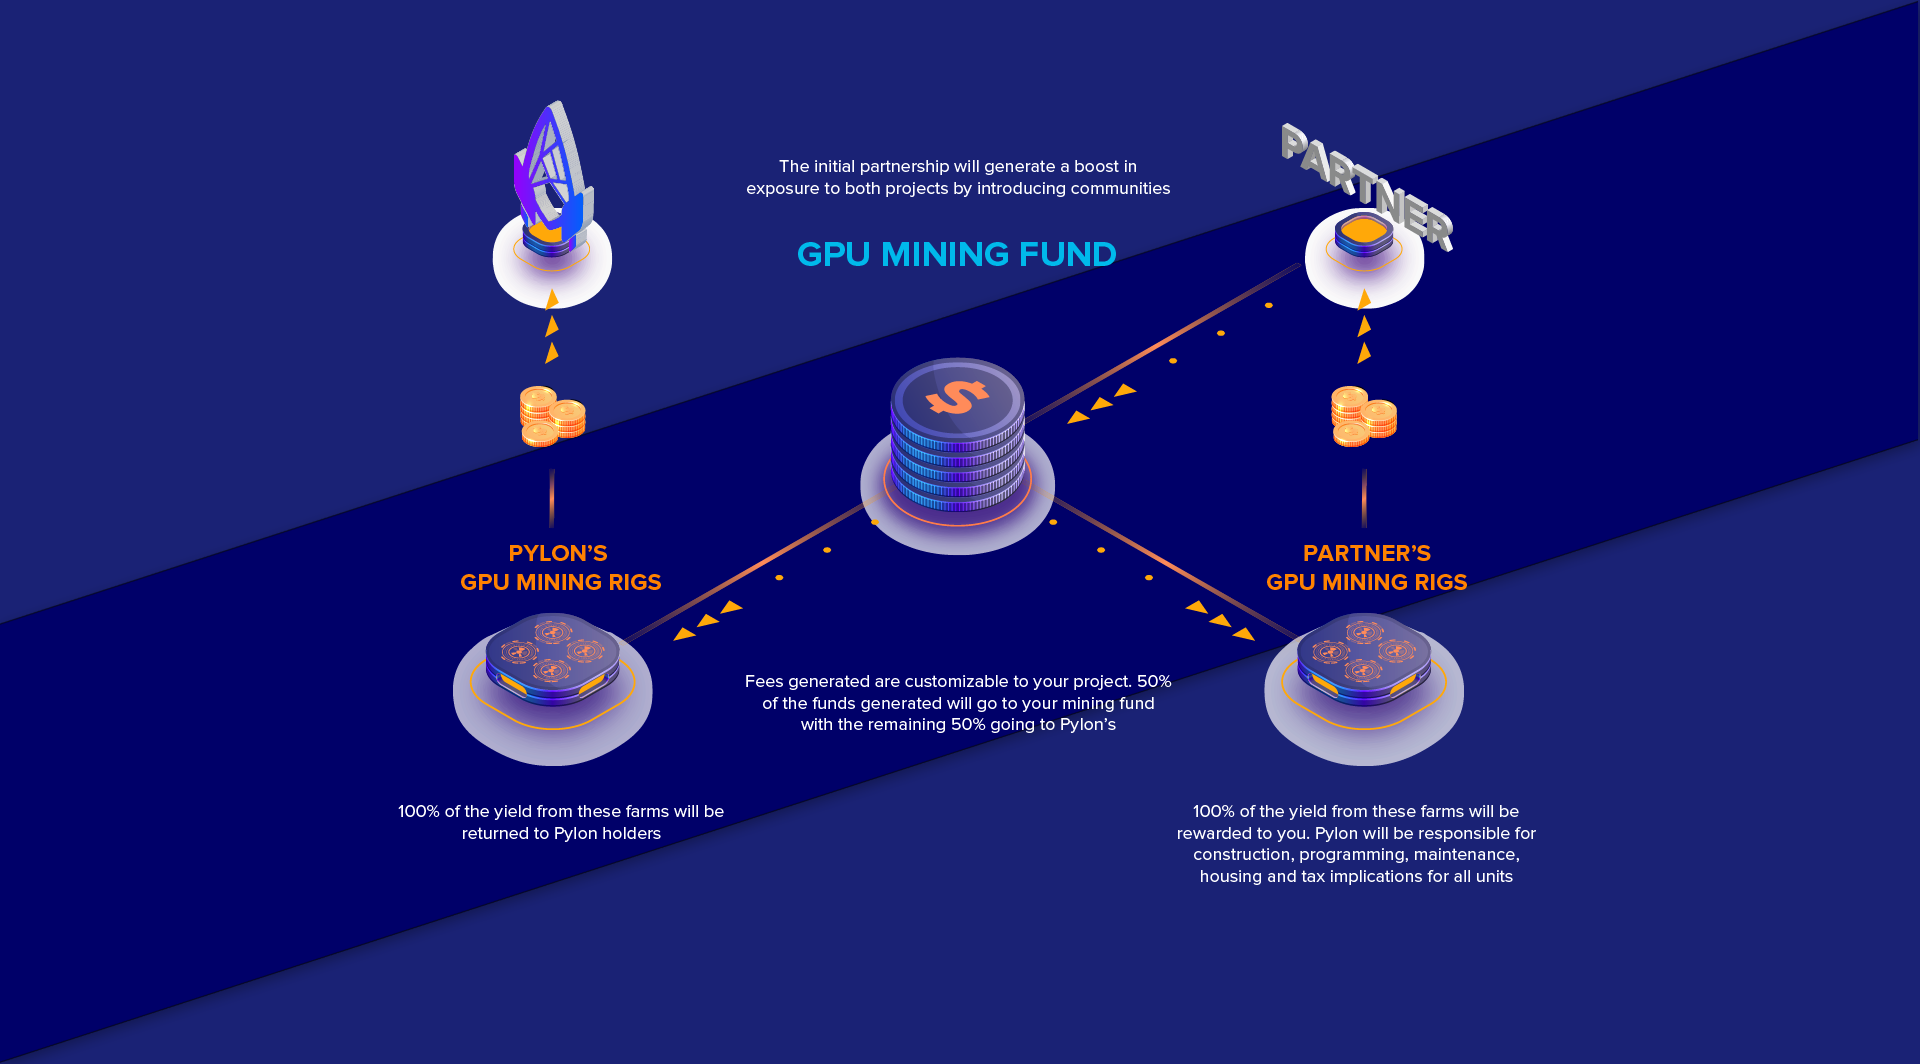 The initial partnership will generate a boost in
exposure to both projects by introducing communities
GPU MINING FUND
PARTNER
$
PYLON’S
GPU MINING RIGS
PARTNER’S
GPU MINING RIGS
Fees generated are customizable to your project. 50%
of the funds generated will go to your mining fund
with the remaining 50% going to Pylon’s
100% of the yield from these farms will be
returned to Pylon holders
100% of the yield from these farms will be
rewarded to you. Pylon will be responsible for
construction, programming, maintenance,
housing and tax implications for all units